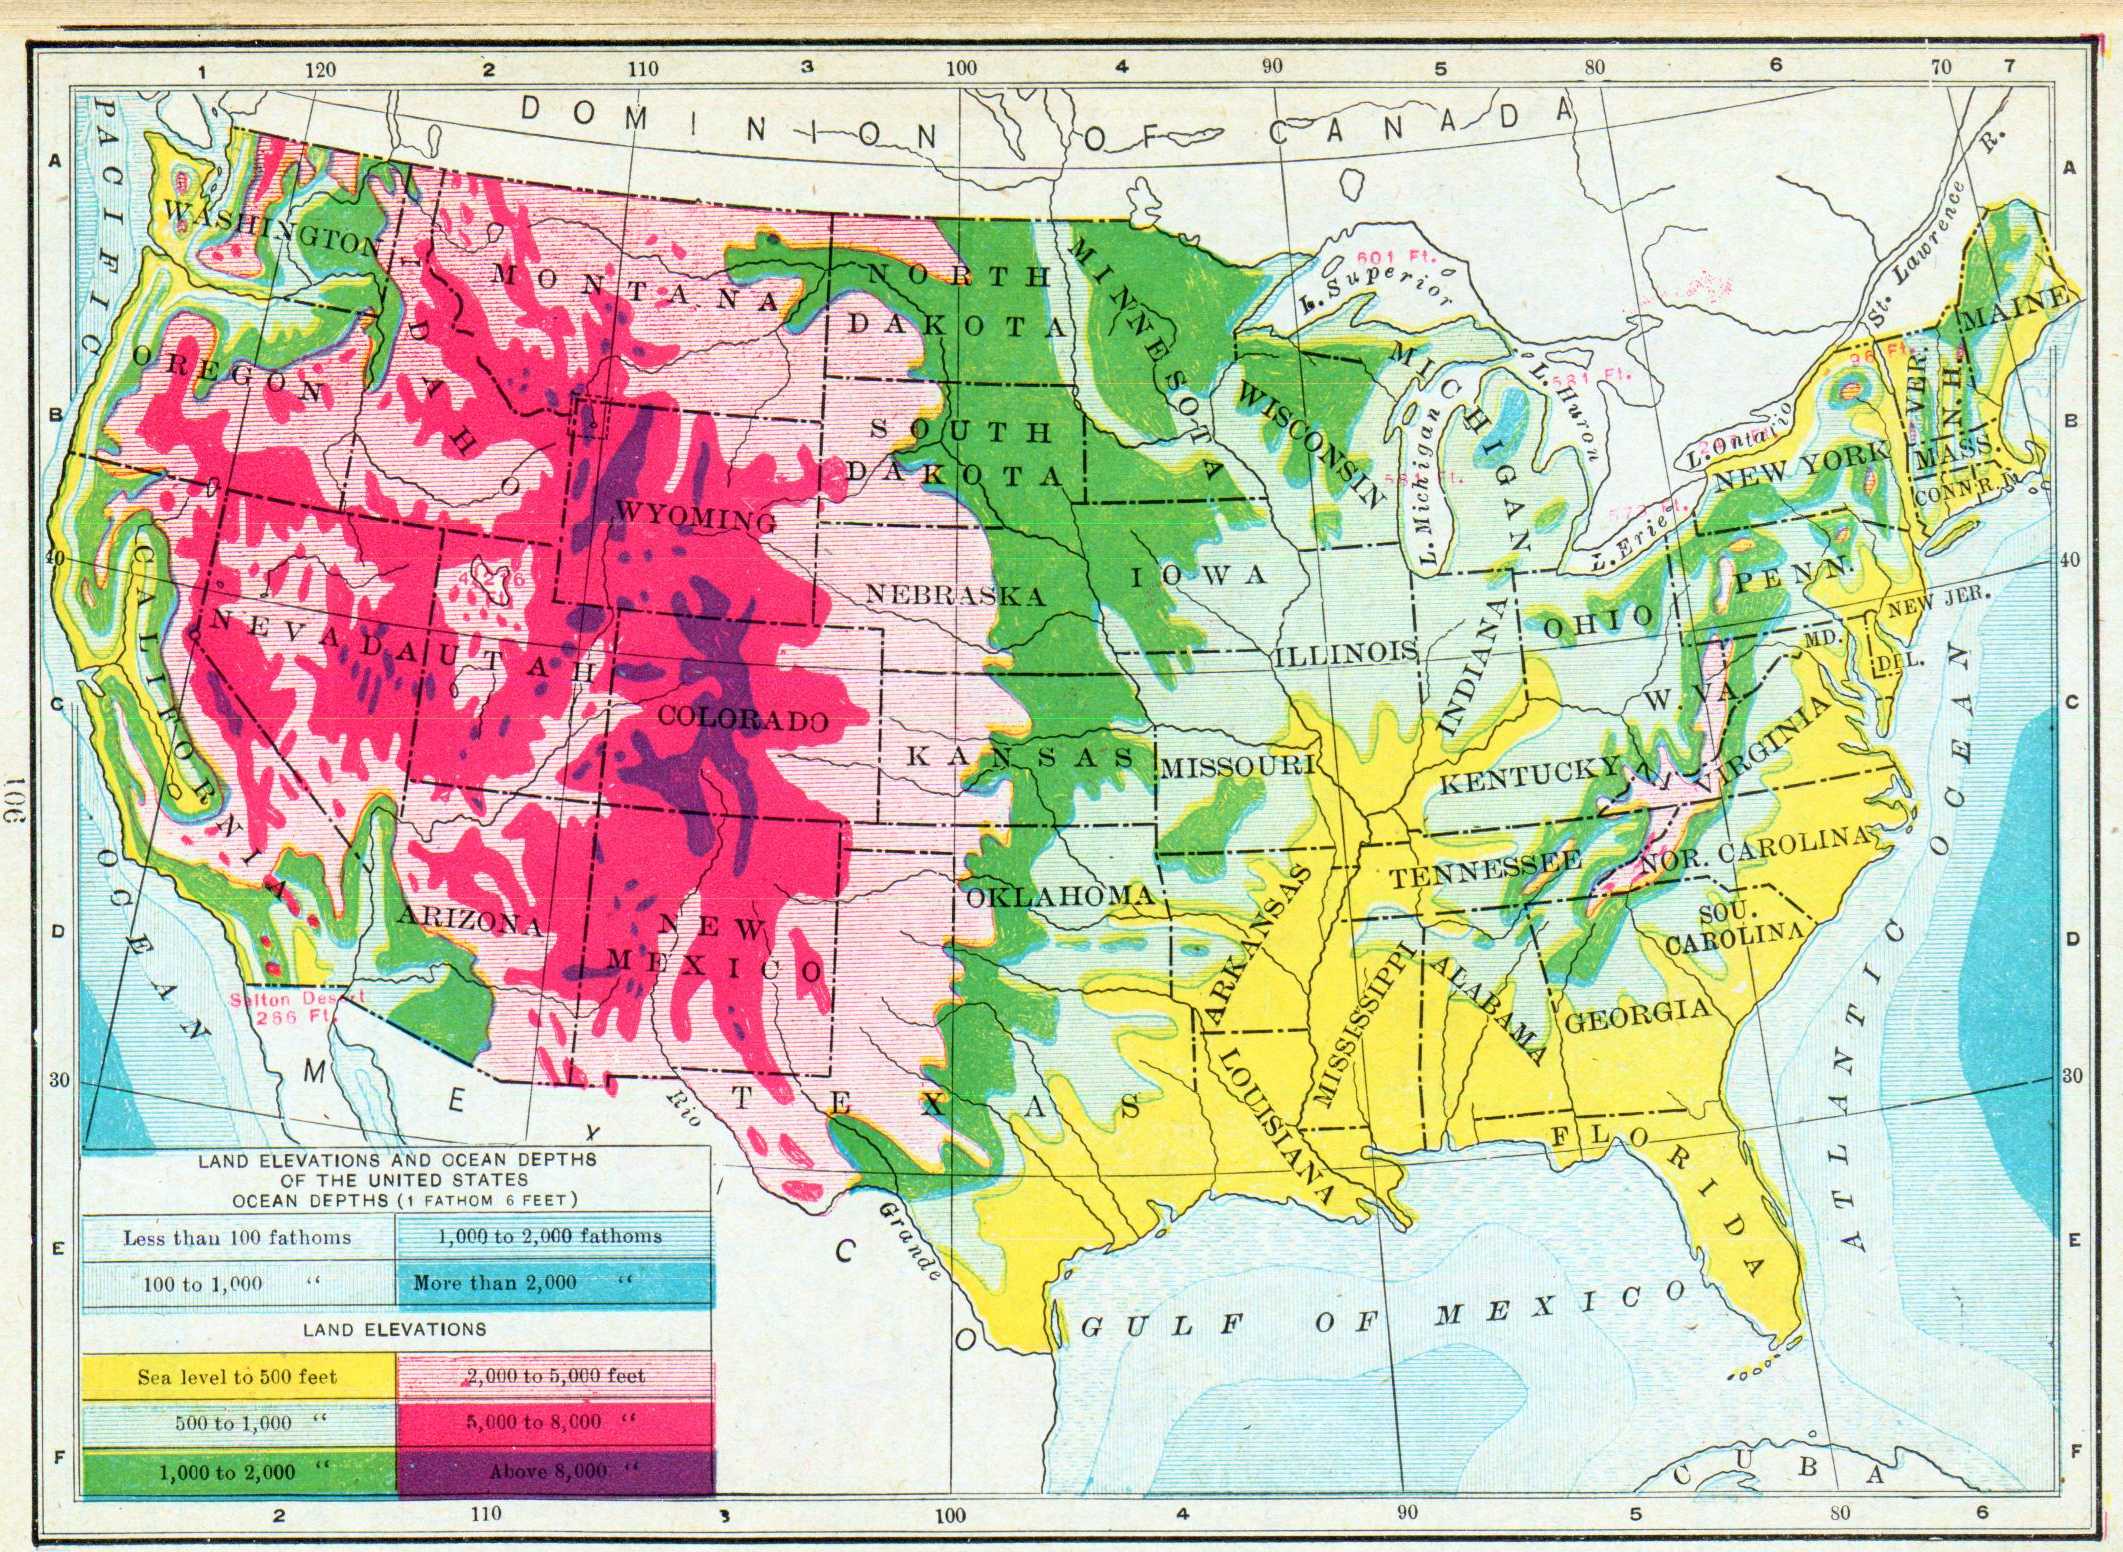 1 120 2 110 3 100 4 90 5 80 6 70 7
DOMINION OF CANADA
PACIFIC OCEAN
A
A
B
B
40
40
C
C
D
D
30
30
E
E
F
F
106
WASHINGTON
OREGON
CALIFORNIA
IDAHO
NEVADA
UTAH
4216
ARIZONA
MONTANA
WYOMING
COLORADO
NEW
MEXICO
NORTH
DAKOTA
SOUTH
DAKOTA
NEBRASKA
KANSAS
OKLAHOMA
TEXAS
MINNESOTA
IOWA
MISSOURI
ARKANSAS
LOUISIANA
WISCONSIN
ILLINOIS
MICHIGAN
INDIANA
OHIO
KENTUCKY
TENNESSEE
MISSISSIPPI
ALABAMA
GEORGIA
FLORIDA
SOU.
CAROLINA
NOR. CAROLINA
VIRGINIA
W. VA.
MD.
DEL.
NEW JER.
PENN.
NEW YORK
CONN.
R.I.
MASS.
VER.
N.H.
MAINE
601 Ft.
L. Superior
L. Michigan
581 Ft.
L. Huron
L. Erie
573 Ft.
L. Ontario
St. Lawrence R.
96 Ft.
Salton Desert
266 Ft.
MEXICO
Rio Grande
GULF OF MEXICO
ATLANTIC OCEAN
CUBA
LAND ELEVATIONS AND OCEAN DEPTHS
OF THE UNITED STATES
OCEAN DEPTHS (1 FATHOM 6 FEET)
Less than 100 fathoms
1,000 to 2,000 fathoms
100 to 1,000 "
More than 2,000 "
LAND ELEVATIONS
Sea level to 500 feet
2,000 to 5,000 feet
500 to 1,000 "
5,000 to 8,000 "
1,000 to 2,000 "
Above 8,000 "
2 110 3 100 4 90 5 80 6